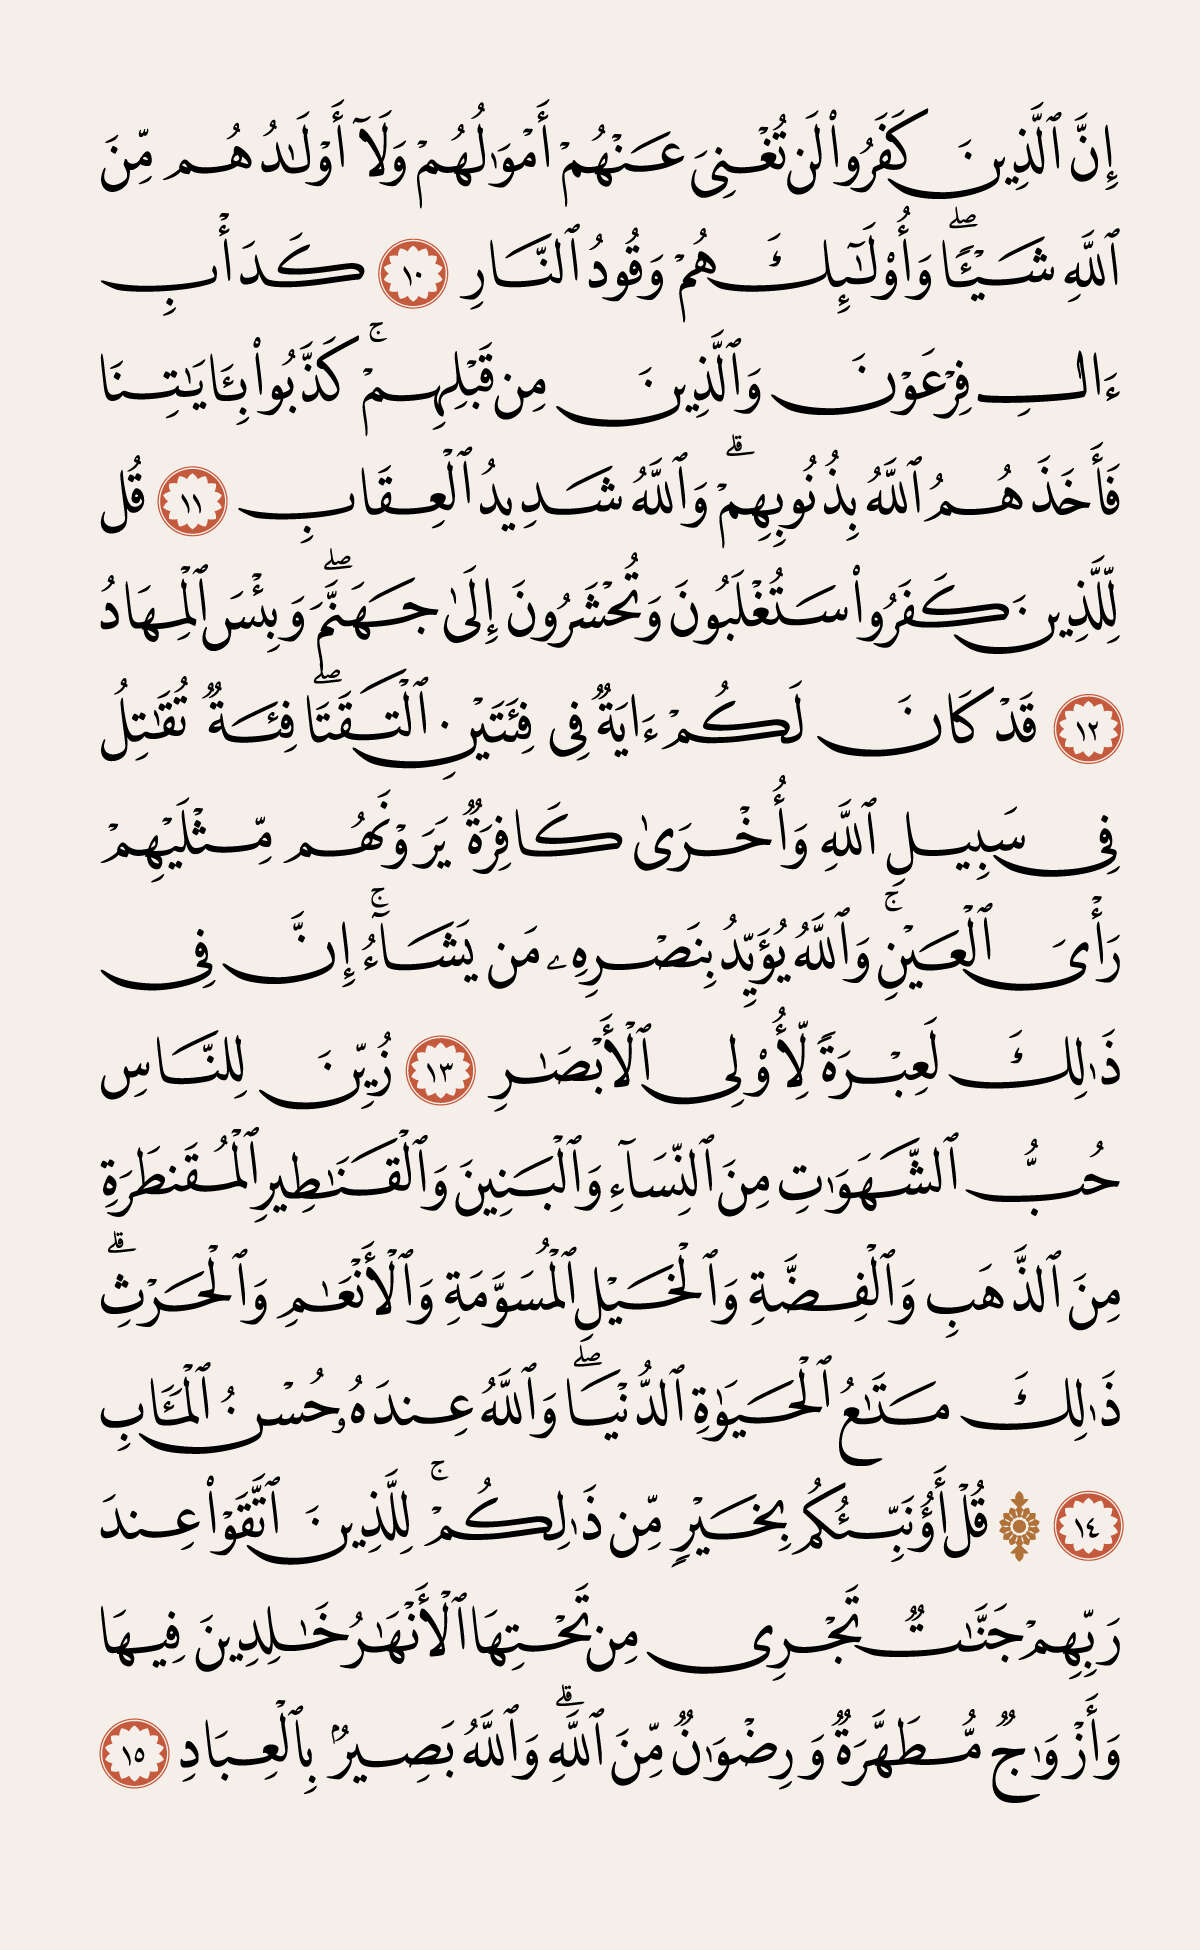 إِنَّ ٱلَّذِينَ كَفَرُوا۟ لَن تُغْنِىَ عَنْهُمْ أَمْوَٰلُهُمْ وَلَآ أَوْلَـٰدُهُم مِّنَ
ٱللَّهِ شَيْـًٔا ۖ وَأُو۟لَـٰٓئِكَ هُمْ وَقُودُ ٱلنَّارِ ١٠ كَدَأْبِ
ءَالِ فِرْعَوْنَ وَٱلَّذِينَ مِن قَبْلِهِمْ ۚ كَذَّبُوا۟ بِـَٔايَـٰتِنَا
فَأَخَذَهُمُ ٱللَّهُ بِذُنُوبِهِمْ ۗ وَٱللَّهُ شَدِيدُ ٱلْعِقَابِ ١١ قُل
لِّلَّذِينَ كَفَرُوا۟ سَتُغْلَبُونَ وَتُحْشَرُونَ إِلَىٰ جَهَنَّمَ ۖ وَبِئْسَ ٱلْمِهَادُ
١٢ قَدْ كَانَ لَكُمْ ءَايَةٌ فِى فِئَتَيْنِ ٱلْتَقَتَا ۖ فِئَةٌ تُقَـٰتِلُ
فِى سَبِيلِ ٱللَّهِ وَأُخْرَىٰ كَافِرَةٌ يَرَوْنَهُم مِّثْلَيْهِمْ
رَأْىَ ٱلْعَيْنِ ۚ وَٱللَّهُ يُؤَيِّدُ بِنَصْرِهِۦ مَن يَشَآءُ ۚ إِنَّ فِى
ذَٰلِكَ لَعِبْرَةً لِّأُو۟لِى ٱلْأَبْصَـٰرِ ١٣ زُيِّنَ لِلنَّاسِ
حُبُّ ٱلشَّهَوَٰتِ مِنَ ٱلنِّسَآءِ وَٱلْبَنِينَ وَٱلْقَنَـٰطِيرِ ٱلْمُقَنطَرَةِ
مِنَ ٱلذَّهَبِ وَٱلْفِضَّةِ وَٱلْخَيْلِ ٱلْمُسَوَّمَةِ وَٱلْأَنْعَـٰمِ وَٱلْحَرْثِ ۗ
ذَٰلِكَ مَتَـٰعُ ٱلْحَيَوٰةِ ٱلدُّنْيَا ۖ وَٱللَّهُ عِندَهُۥ حُسْنُ ٱلْمَـَٔابِ
١٤ ۞ قُلْ أَؤُنَبِّئُكُم بِخَيْرٍ مِّن ذَٰلِكُمْ ۚ لِلَّذِينَ ٱتَّقَوْا۟ عِندَ
رَبِّهِمْ جَنَّـٰتٌ تَجْرِى مِن تَحْتِهَا ٱلْأَنْهَـٰرُ خَـٰلِدِينَ فِيهَا
وَأَزْوَٰجٌ مُّطَهَّرَةٌ وَرِضْوَٰنٌ مِّنَ ٱللَّهِ ۗ وَٱللَّهُ بَصِيرٌۢ بِٱلْعِبَادِ ١٥